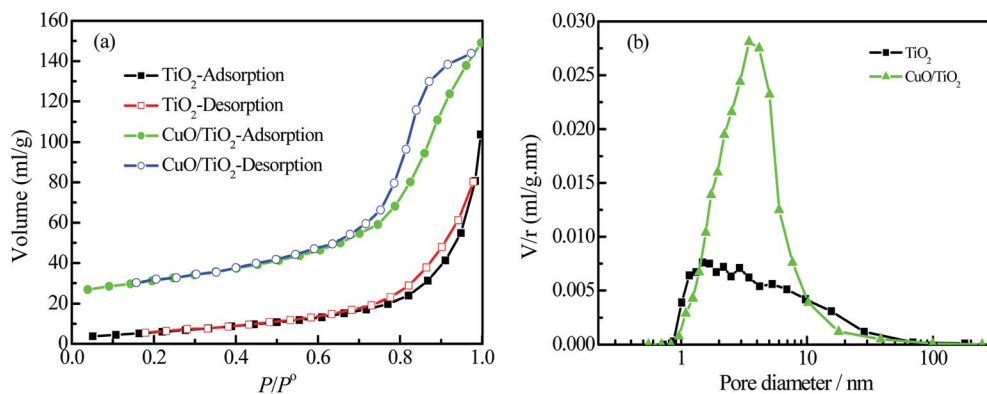 (a)
TiO2-Adsorption
TiO2-Desorption
CuO/TiO2-Adsorption
CuO/TiO2-Desorption
Volume (ml/g)
160
140
120
100
80
60
40
20
0
0.0 0.2 0.4 0.6 0.8 1.0
P/P°
(b)
TiO2
CuO/TiO2
V/r (ml/g.nm)
0.030
0.025
0.020
0.015
0.010
0.005
0.000
1 10 100
Pore diameter / nm